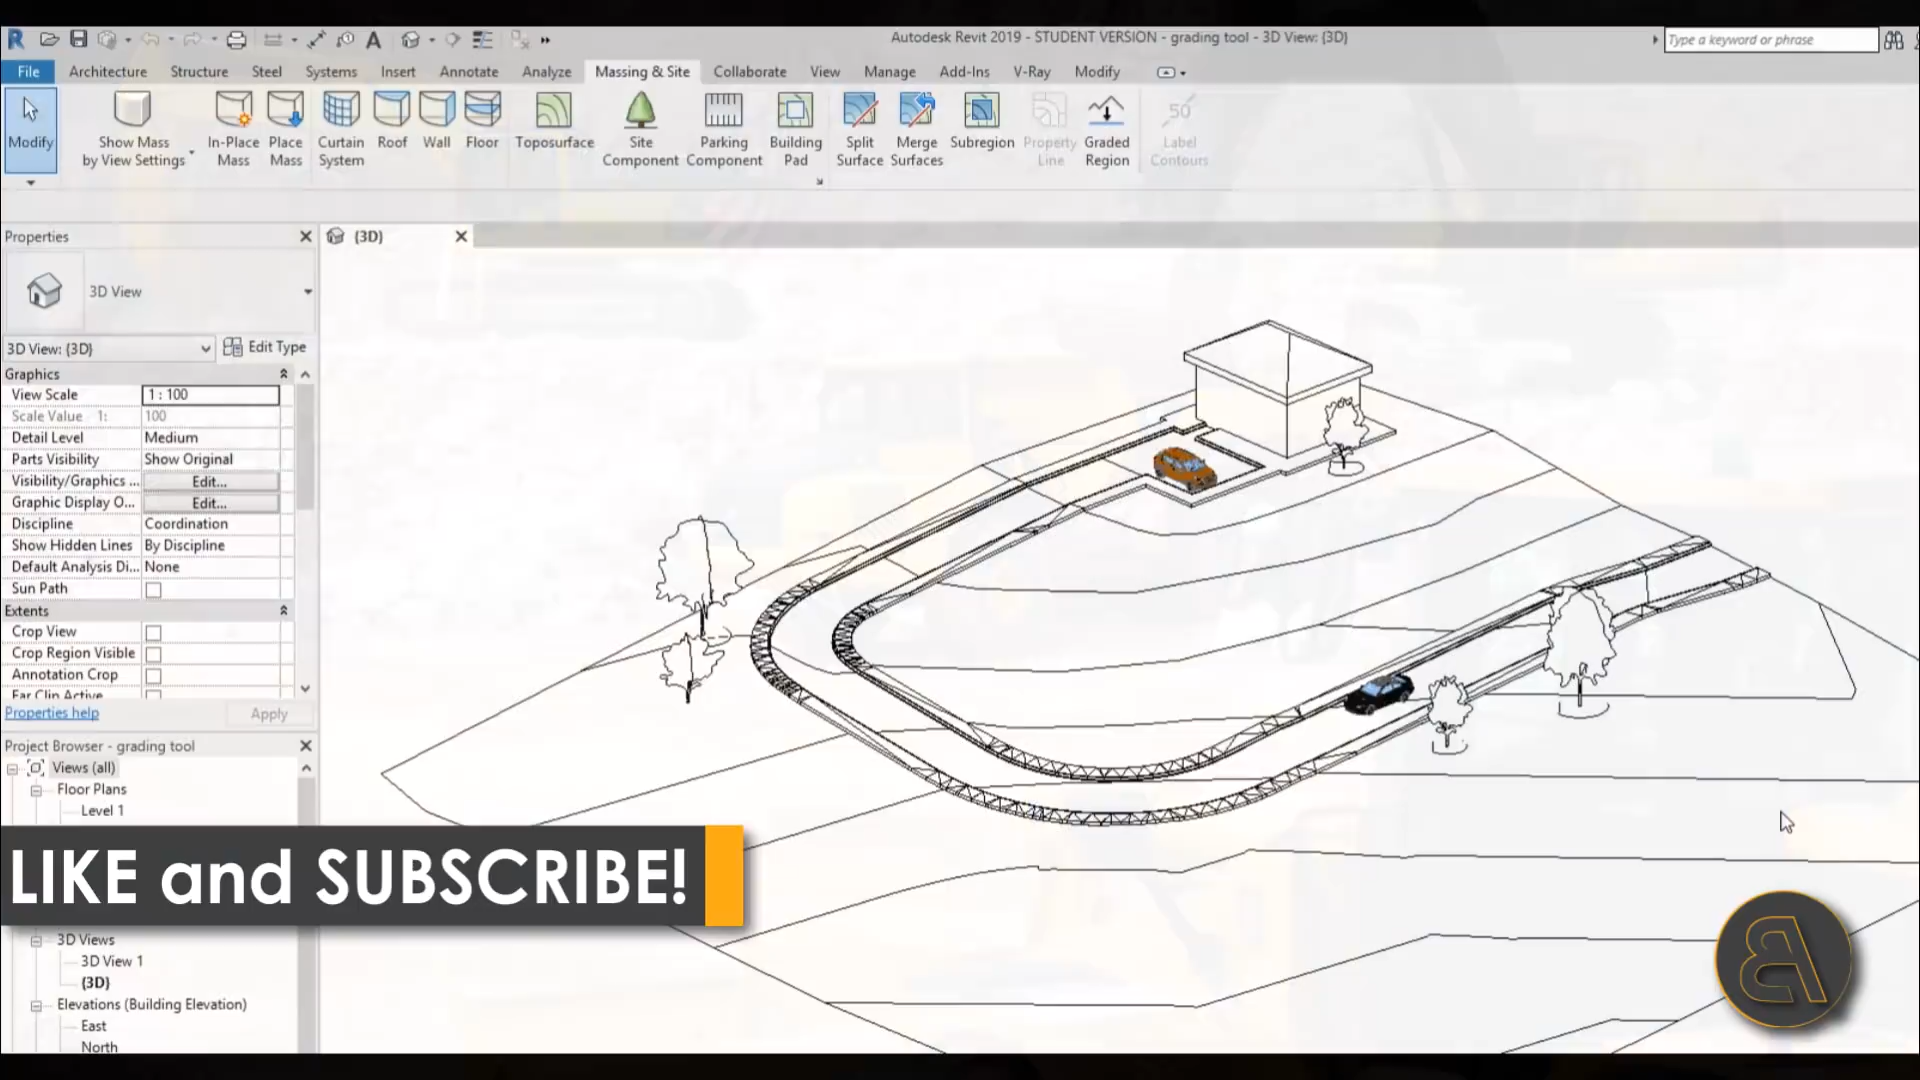 Autodesk Revit 2019 - STUDENT VERSION - grading tool - 3D View: {3D}
Type a keyword or phrase
File Architecture Structure Steel Systems Insert Annotate Analyze Massing & Site Collaborate View Manage Add-Ins V-Ray Modify
Modify
Show Mass
by View Settings
In-Place
Mass
Place
Mass
Curtain
System
Roof
Wall
Floor
Toposurface
Site
Component
Parking
Component
Building
Pad
Split
Surface
Merge
Surfaces
Subregion
Property
Line
Graded
Region
50
Label
Contours
Properties
{3D}
3D View
3D View: {3D}
Edit Type
Graphics
View Scale 1 : 100
Scale Value 1: 100
Detail Level Medium
Parts Visibility Show Original
Visibility/Graphics ... Edit...
Graphic Display O... Edit...
Discipline Coordination
Show Hidden Lines By Discipline
Default Analysis Di... None
Sun Path
Extents
Crop View
Crop Region Visible
Annotation Crop
Far Clip Active
Properties help
Apply
Project Browser - grading tool
Views (all)
Floor Plans
Level 1
LIKE and SUBSCRIBE!
3D Views
3D View 1
{3D}
Elevations (Building Elevation)
East
North